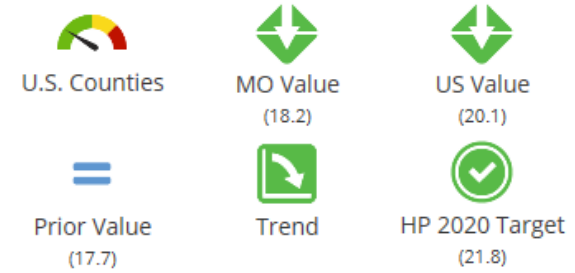 U.S. Counties
MO Value
(18.2)
US Value
(20.1)
Prior Value
(17.7)
Trend
HP 2020 Target
(21.8)